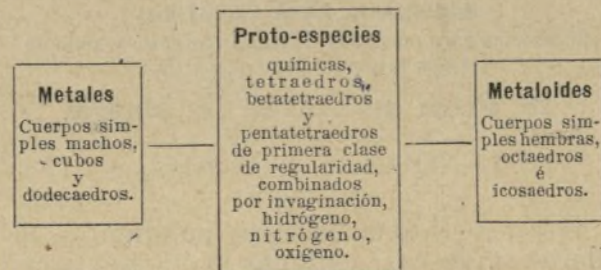 Metales
Cuerpos sim-
ples machos,
cubos
y
dodecaedros.
Proto-especies
químicas,
tetraedros,
betatetraedros
y
pentatetraedros
de primera clase
de regularidad,
combinados
por invaginación,
hidrógeno,
nitrógeno,
oxígeno.
Metaloides
Cuerpos sim-
ples hembras,
octaedros
é
icosaedros.